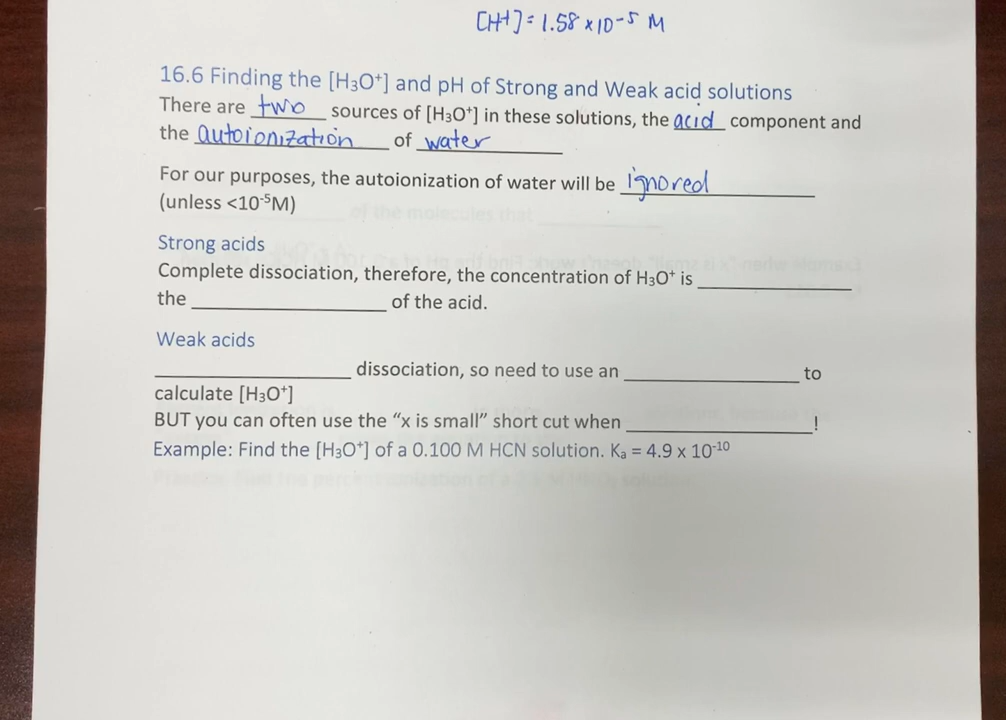 [H+] = 1.58 x 10-5 M
16.6 Finding the [H₃O⁺] and pH of Strong and Weak acid solutions
There are two sources of [H₃O⁺] in these solutions, the acid component and
the autoionization of water
For our purposes, the autoionization of water will be ignored
(unless <10⁻⁵M)
Strong acids
Complete dissociation, therefore, the concentration of H₃O⁺ is ____________
the ____________ of the acid.
Weak acids
____________ dissociation, so need to use an ____________ to
calculate [H₃O⁺]
BUT you can often use the “x is small” short cut when ____________!
Example: Find the [H₃O⁺] of a 0.100 M HCN solution. Kₐ = 4.9 x 10⁻¹⁰